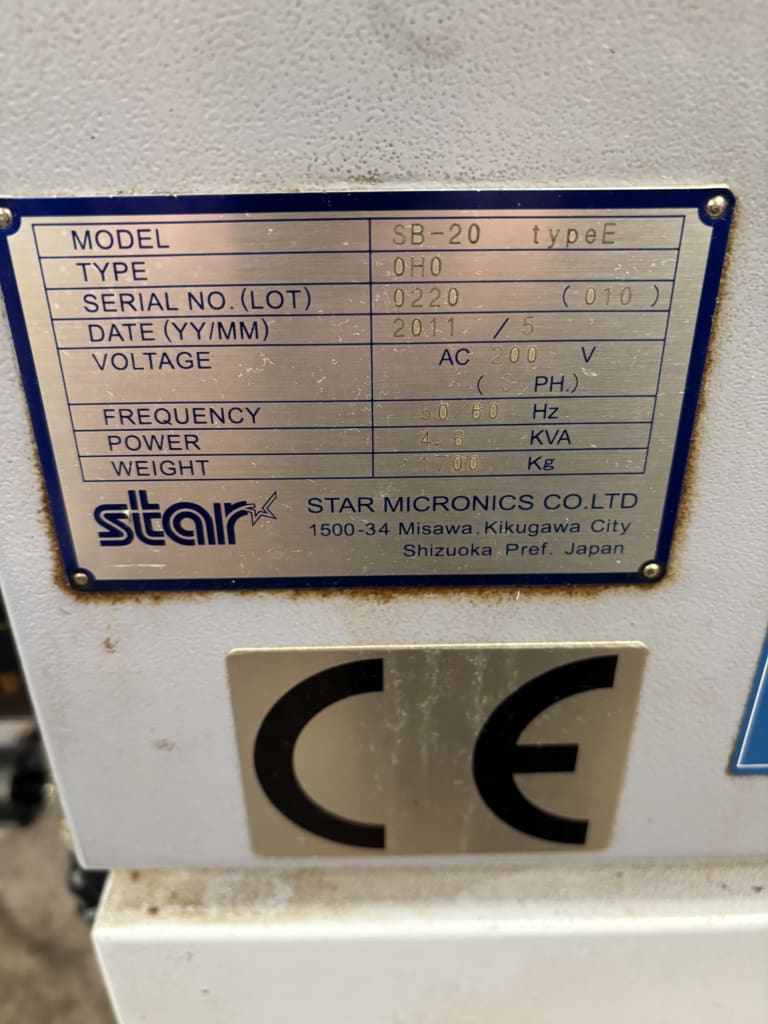 MODEL SB-20 typeE
TYPE 0H0
SERIAL NO.(LOT) 0220 (010)
DATE (YY/MM) 2011 / 5
VOLTAGE AC 200 V
( PH.)
FREQUENCY 50/60 Hz
POWER KVA
WEIGHT 1700 Kg
star STAR MICRONICS CO.LTD
1500-34 Misawa, Kikugawa City
Shizuoka Pref. Japan
CE